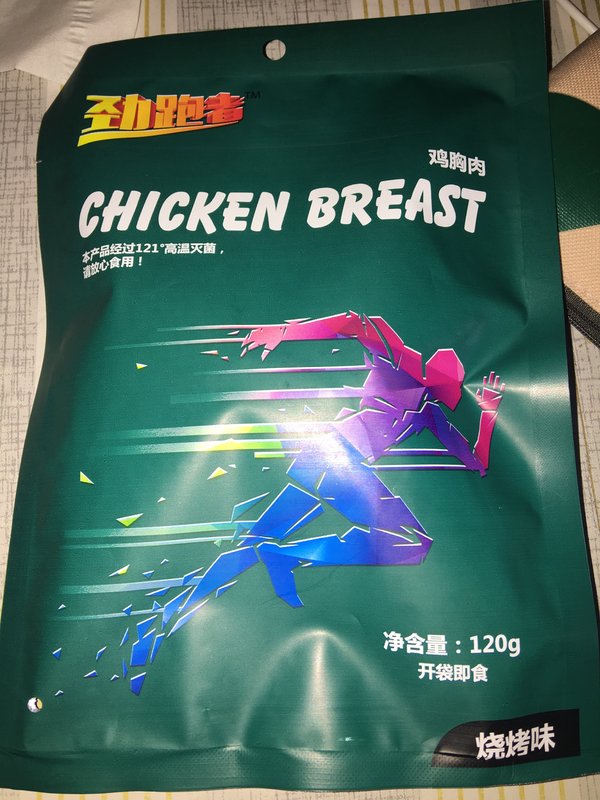 劲跑者™
鸡胸肉
CHICKEN BREAST
本产品经过121°高温灭菌，
请放心食用！
净含量：120g
开袋即食
烧烤味